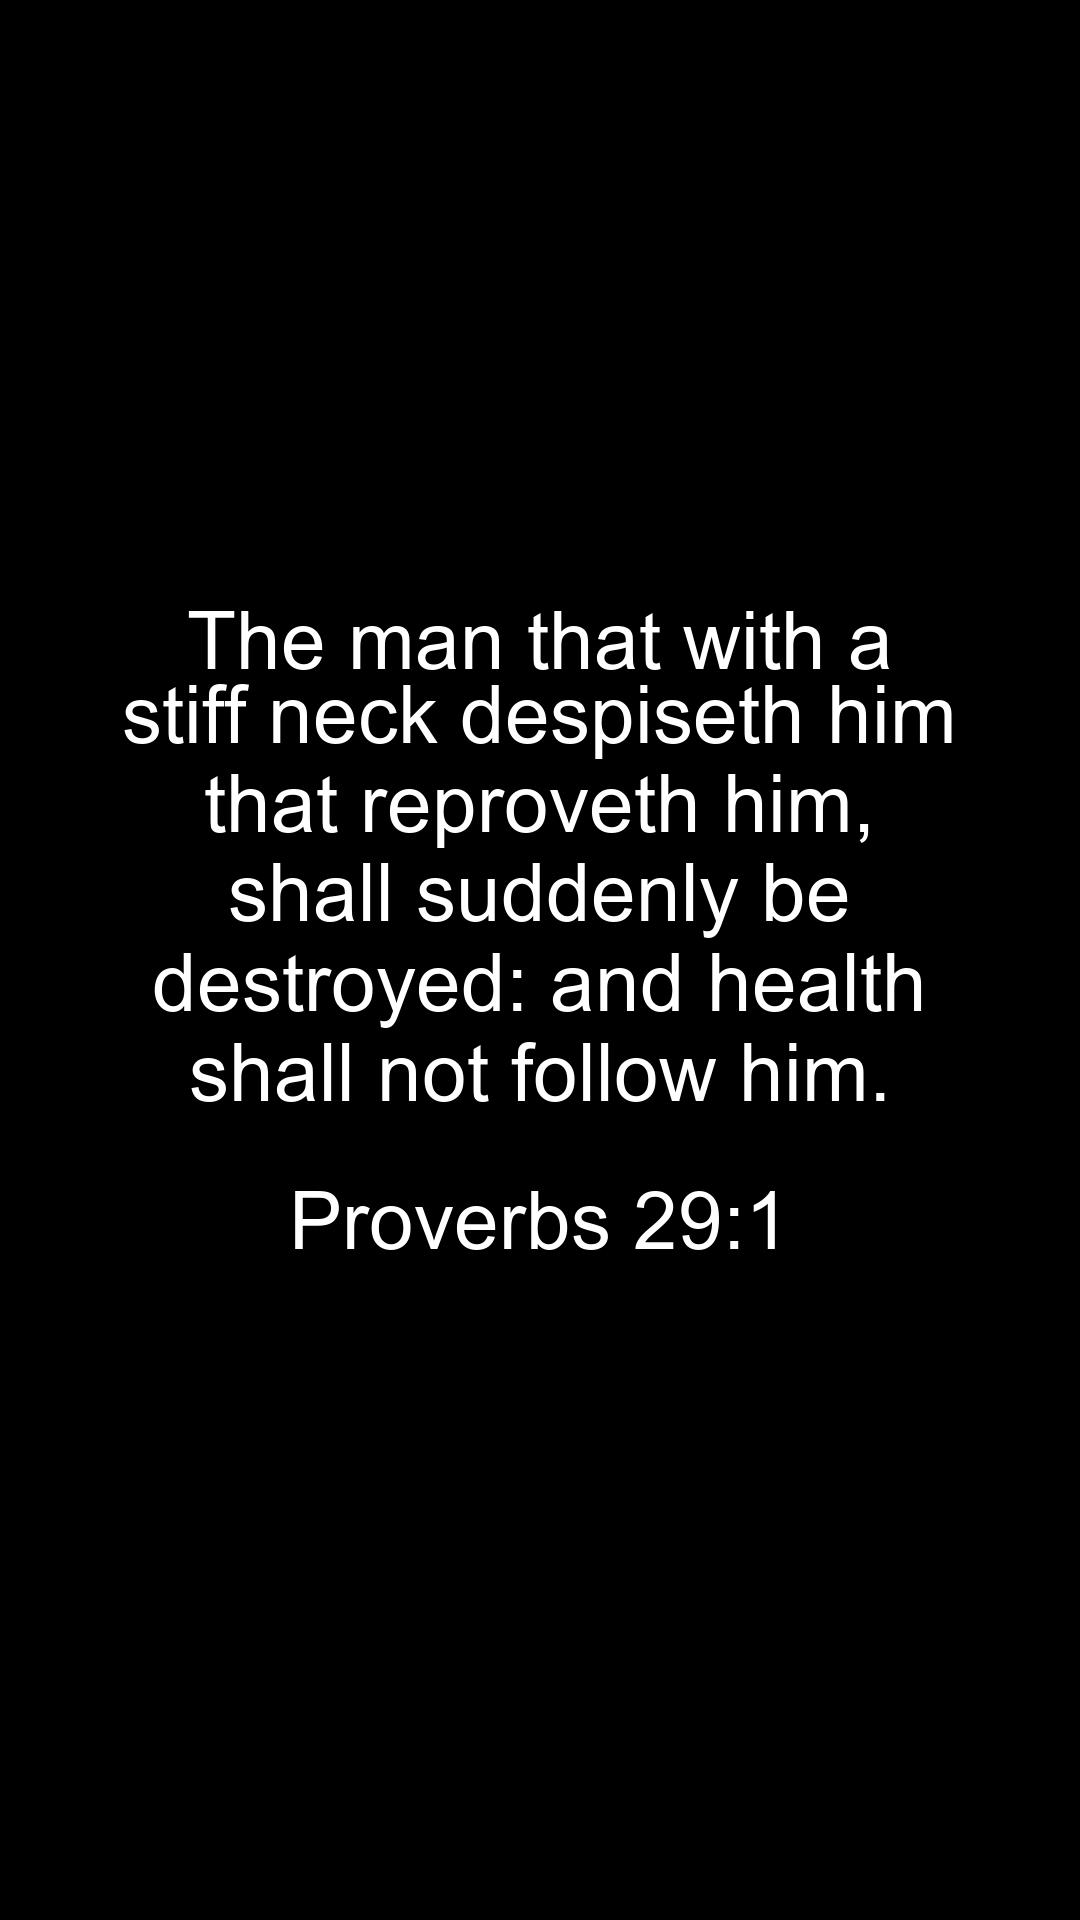 The man that with a
stiff neck despiseth him
that reproveth him,
shall suddenly be
destroyed: and health
shall not follow him.
Proverbs 29:1